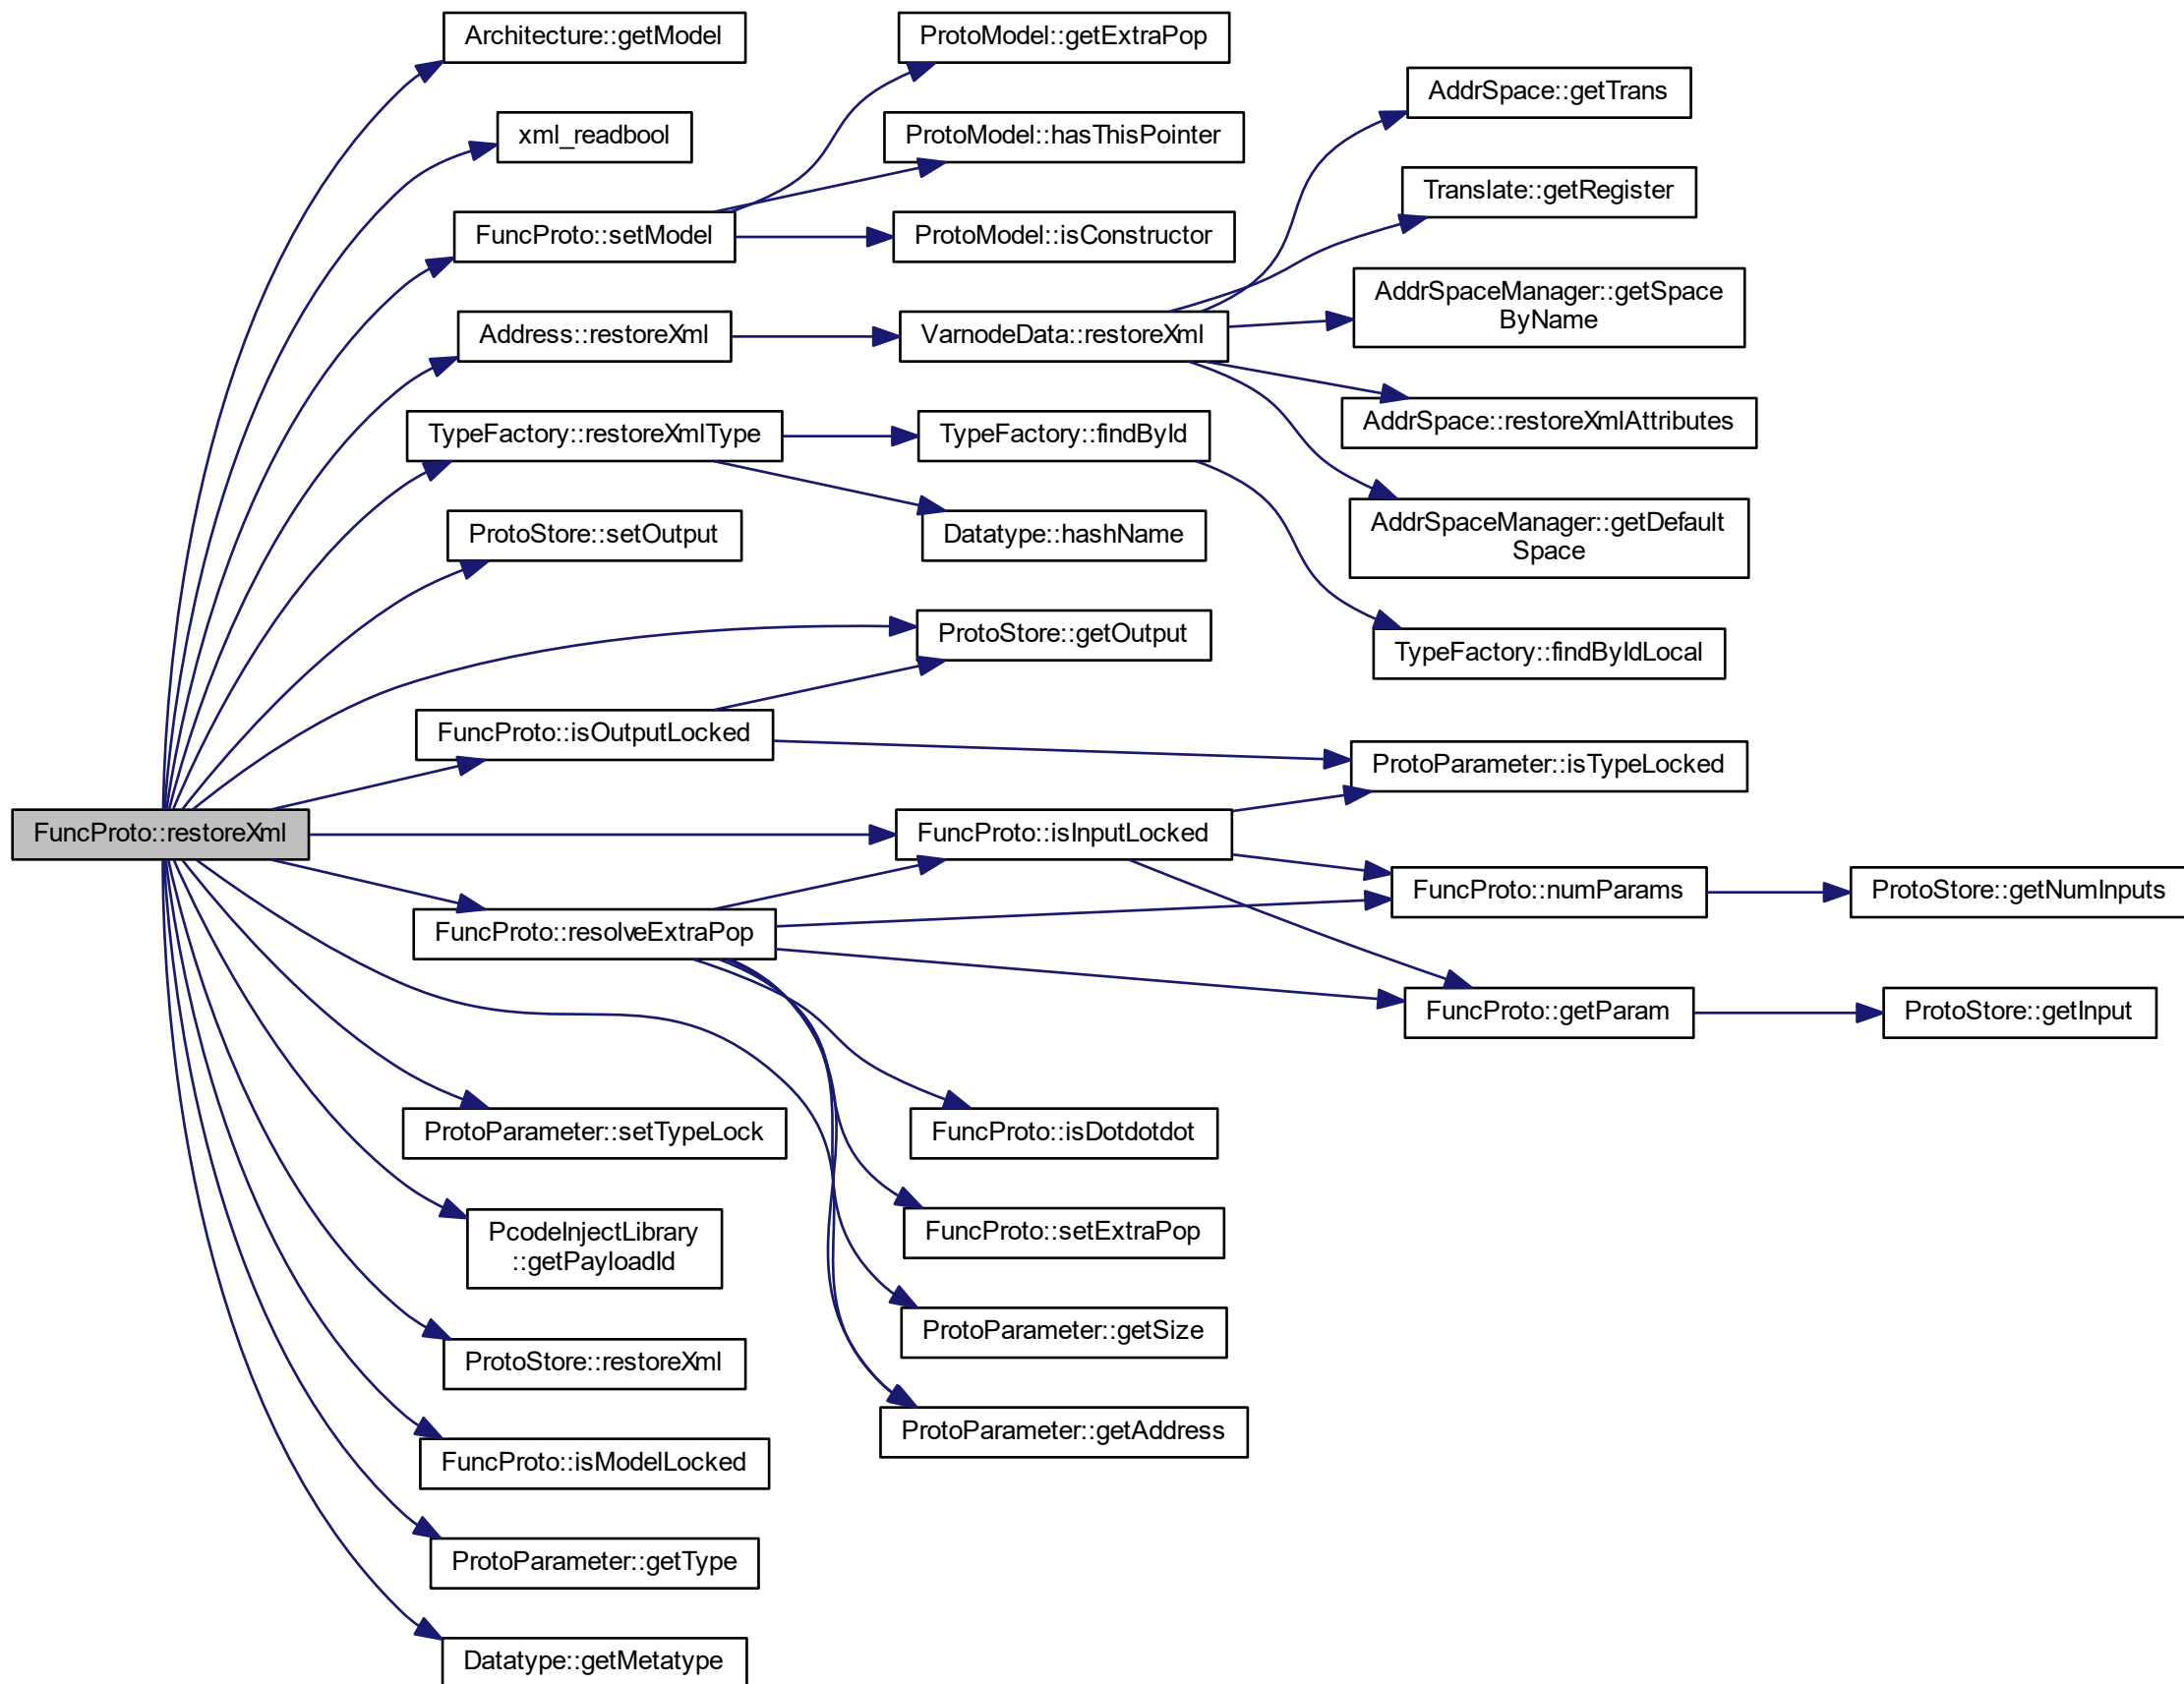 Architecture::getModel
xml_readbool
FuncProto::setModel
Address::restoreXml
TypeFactory::restoreXmlType
ProtoStore::setOutput
FuncProto::isOutputLocked
FuncProto::restoreXml
FuncProto::resolveExtraPop
ProtoParameter::setTypeLock
PcodeInjectLibrary
::getPayloadId
ProtoStore::restoreXml
FuncProto::isModelLocked
ProtoParameter::getType
Datatype::getMetatype
ProtoModel::getExtraPop
ProtoModel::hasThisPointer
ProtoModel::isConstructor
VarnodeData::restoreXml
TypeFactory::findById
Datatype::hashName
ProtoStore::getOutput
FuncProto::isInputLocked
FuncProto::isDotdotdot
FuncProto::setExtraPop
ProtoParameter::getSize
ProtoParameter::getAddress
AddrSpace::getTrans
Translate::getRegister
AddrSpaceManager::getSpace
ByName
AddrSpace::restoreXmlAttributes
AddrSpaceManager::getDefault
Space
TypeFactory::findByIdLocal
ProtoParameter::isTypeLocked
FuncProto::numParams
FuncProto::getParam
ProtoStore::getNumInputs
ProtoStore::getInput